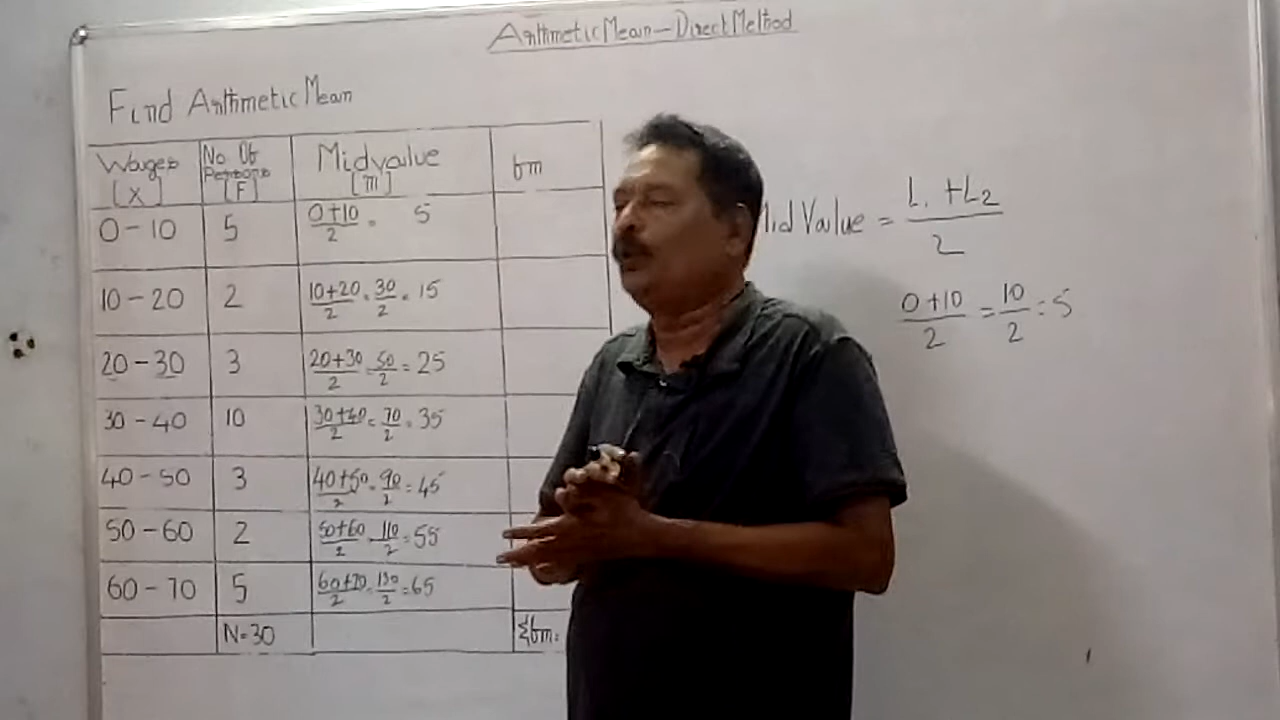 Arithmetic Mean – Direct Method
Find Arithmetic Mean
Wages [X] No Of Persons [F] Midvalue [m] fm
0 – 10 5 0+10/2 = 5
10 – 20 2 10+20/2 = 30/2 = 15
20 – 30 3 20+30/2 = 50/2 = 25
30 – 40 10 30+40/2 = 70/2 = 35
40 – 50 3 40+50/2 = 90/2 = 45
50 – 60 2 50+60/2 = 110/2 = 55
60 – 70 5 60+70/2 = 130/2 = 65
N=30 Σfm=
Mid Value = L1+L2/2
0+10/2 = 10/2 = 5